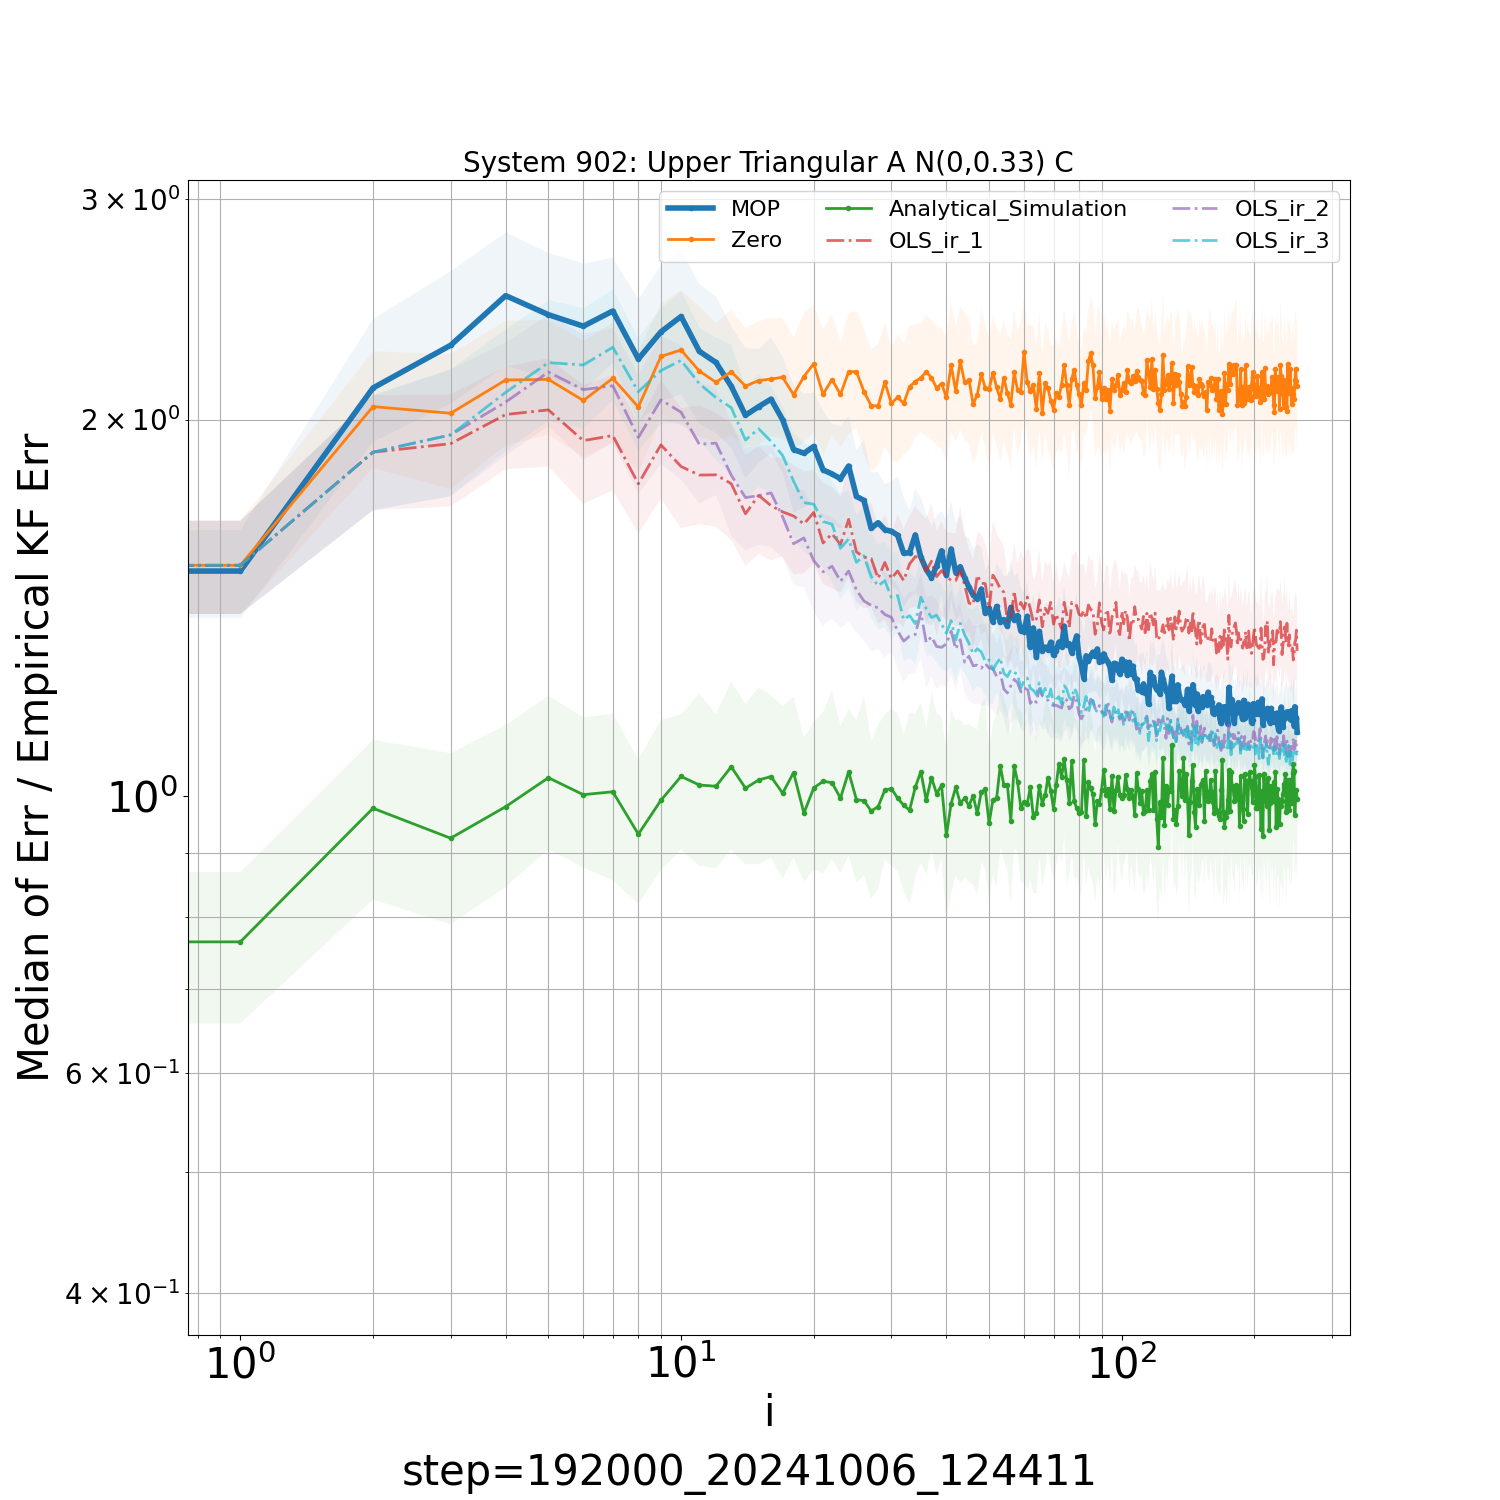 System 902: Upper Triangular A N(0,0.33) C
MOP
Zero
Analytical_Simulation
OLS_ir_1
OLS_ir_2
OLS_ir_3
Median of Err / Empirical KF Err
3 × 10⁰
2 × 10⁰
10⁰
6 × 10⁻¹
4 × 10⁻¹
10⁰ 10¹ 10²
i
step=192000_20241006_124411